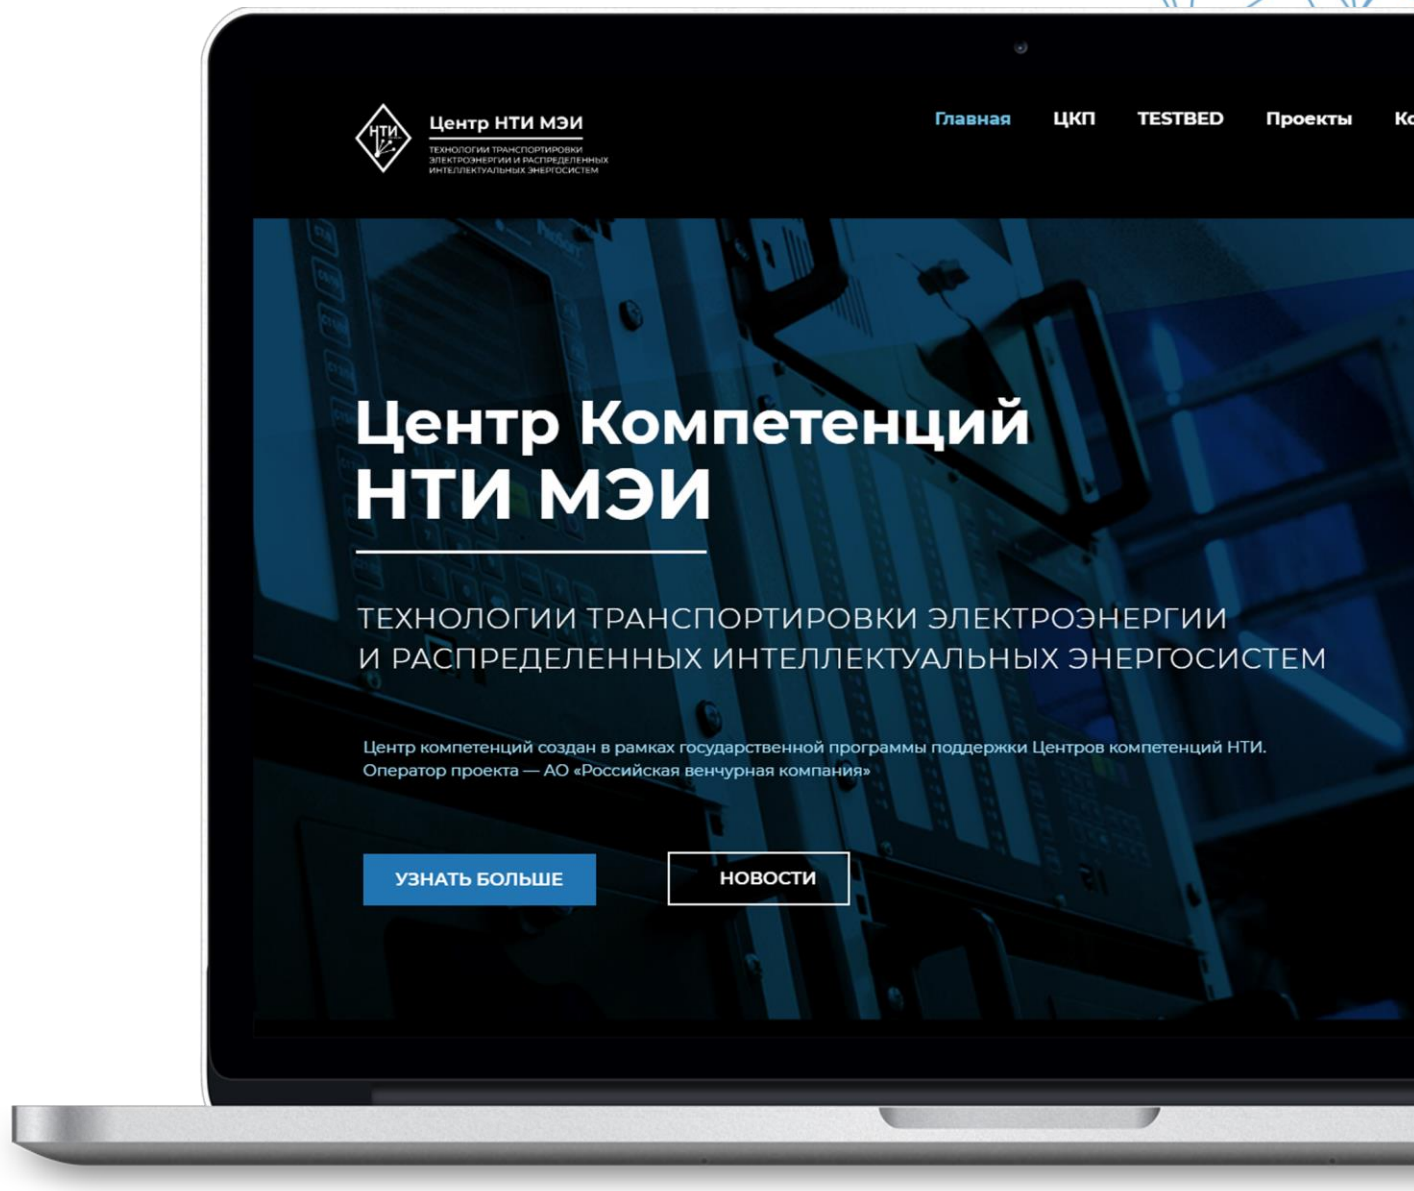 НТИ
Центр НТИ МЭИ
ТЕХНОЛОГИИ ТРАНСПОРТИРОВКИ
ЭЛЕКТРОЭНЕРГИИ И РАСПРЕДЕЛЕННЫХ
ИНТЕЛЛЕКТУАЛЬНЫХ ЭНЕРГОСИСТЕМ
Главная ЦКП TESTBED Проекты
Центр Компетенций
НТИ МЭИ
ТЕХНОЛОГИИ ТРАНСПОРТИРОВКИ ЭЛЕКТРОЭНЕРГИИ
И РАСПРЕДЕЛЕННЫХ ИНТЕЛЛЕКТУАЛЬНЫХ ЭНЕРГОСИСТЕМ
Центр компетенций создан в рамках государственной программы поддержки Центров компетенций НТИ.
Оператор проекта — АО «Российская венчурная компания»
УЗНАТЬ БОЛЬШЕ НОВОСТИ